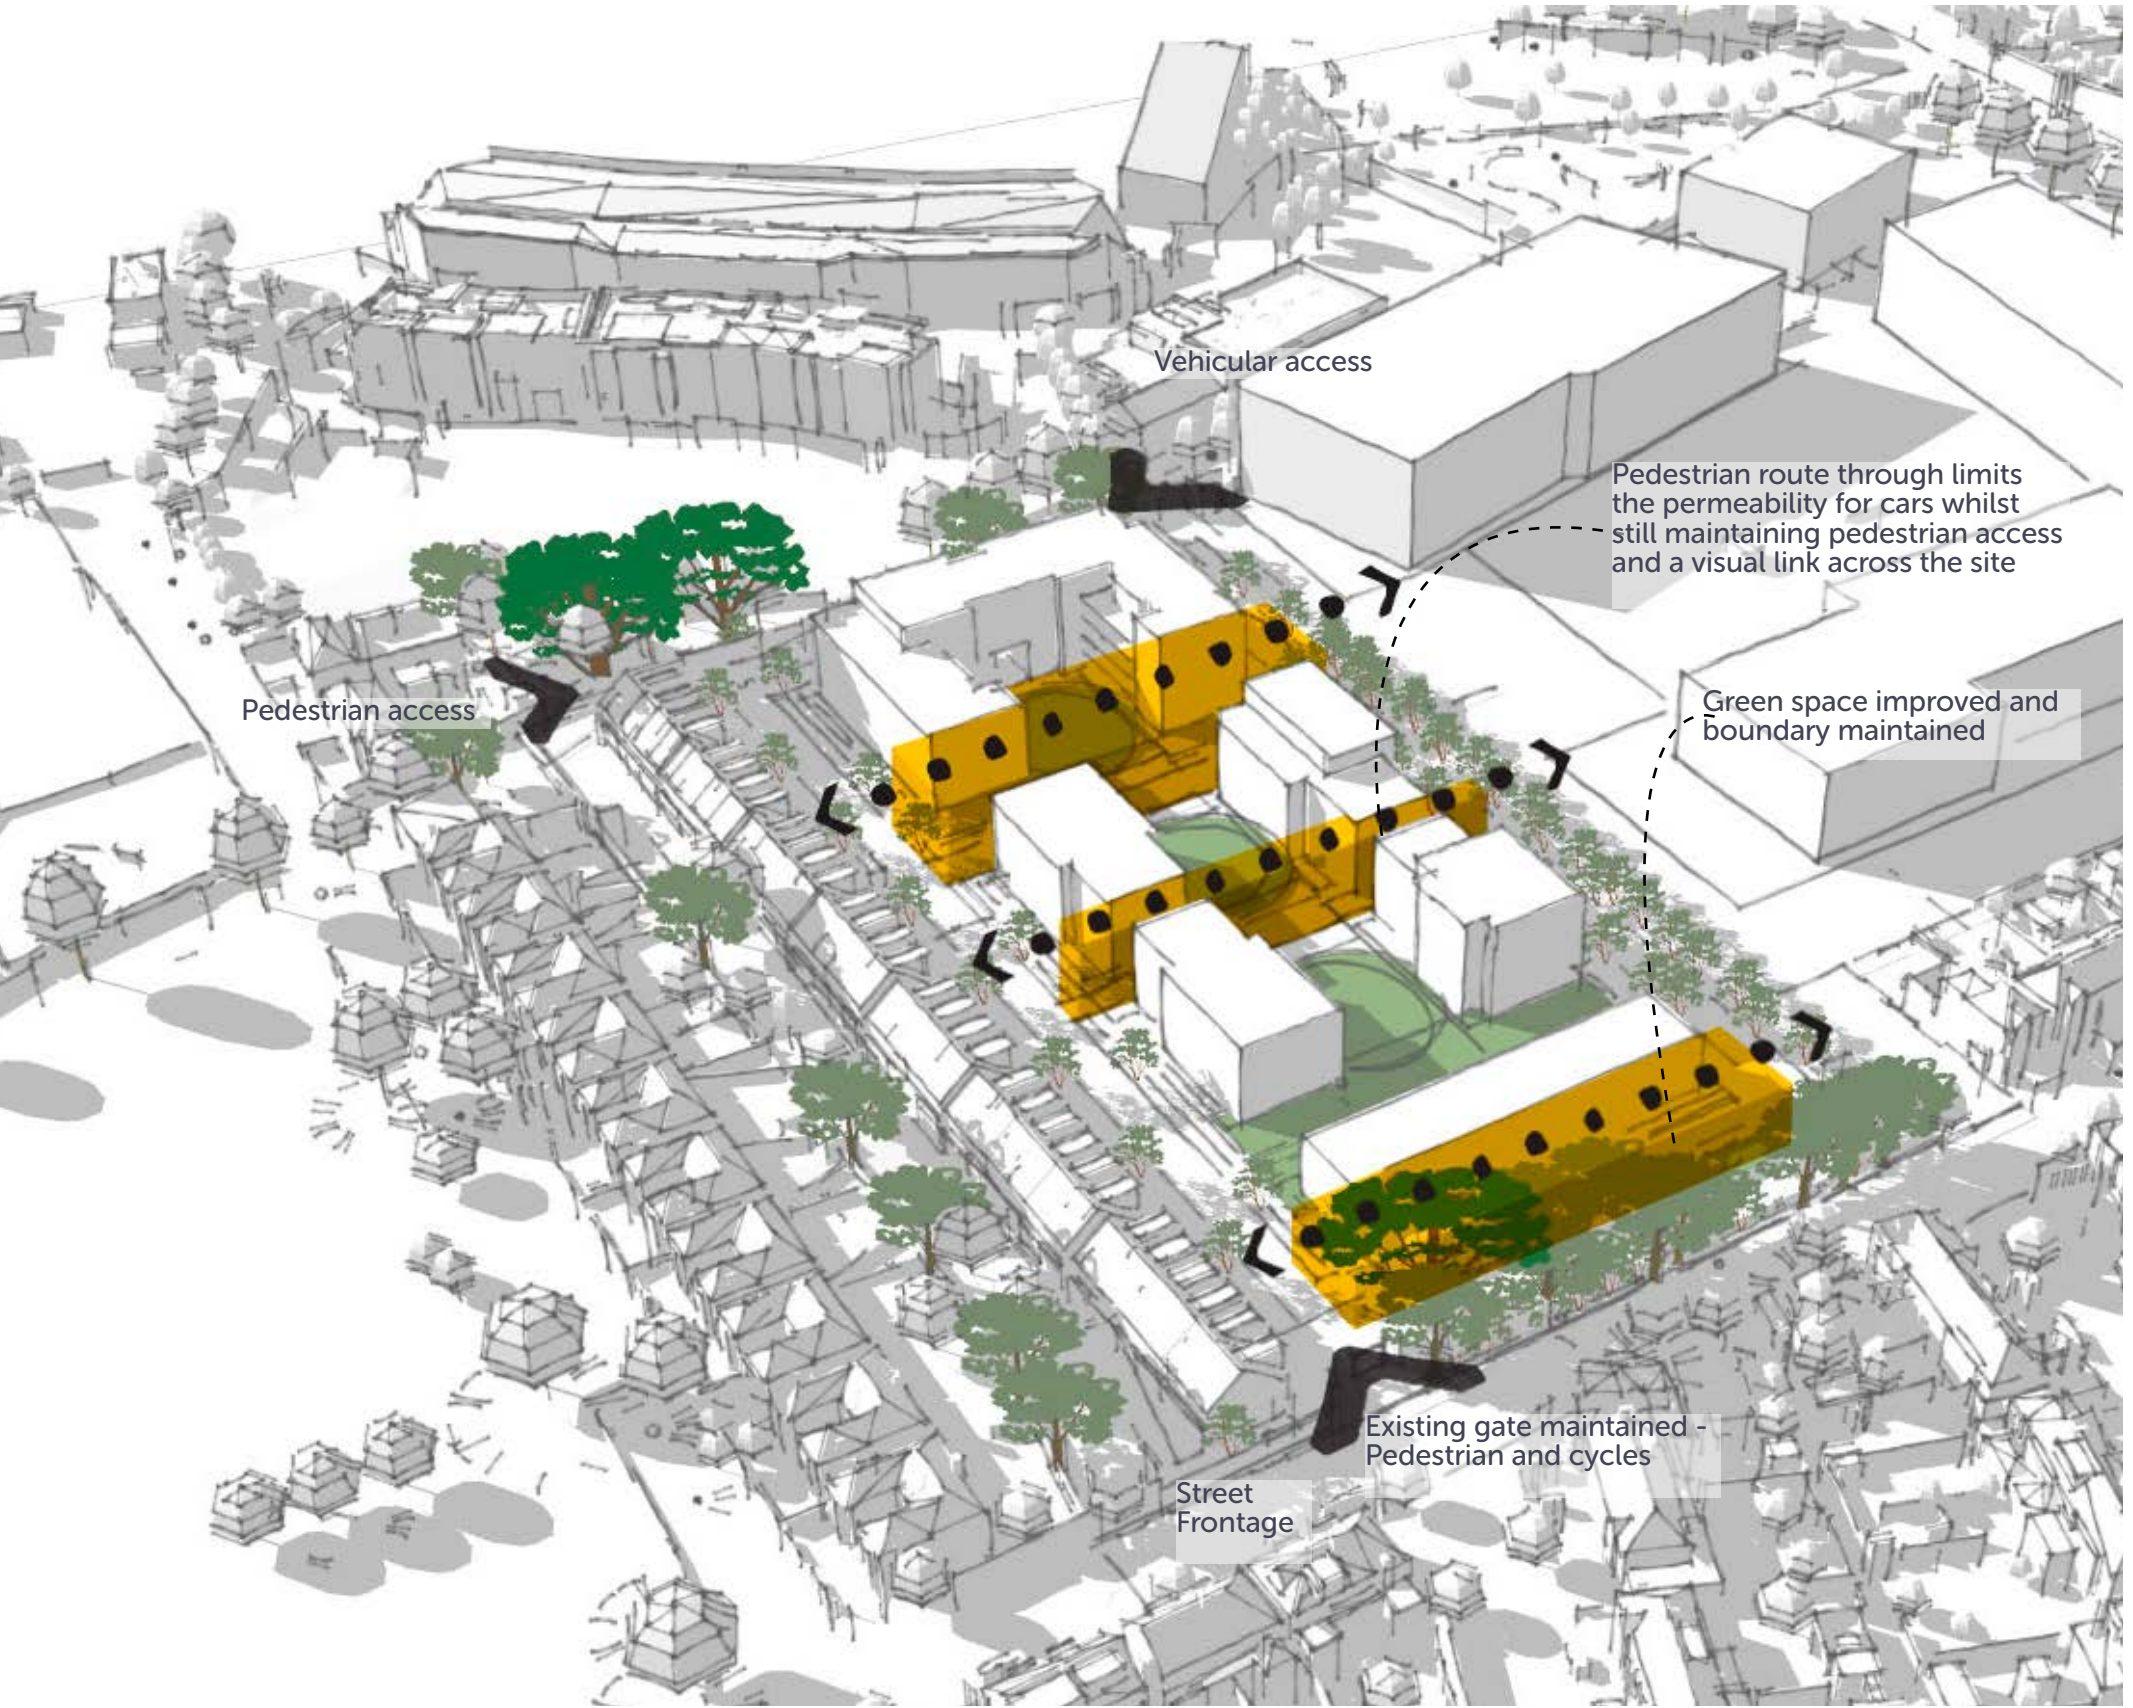 Vehicular access
Pedestrian route through limits
the permeability for cars whilst
still maintaining pedestrian access
and a visual link across the site
Pedestrian access
Green space improved and
boundary maintained
Existing gate maintained -
Pedestrian and cycles
Street
Frontage